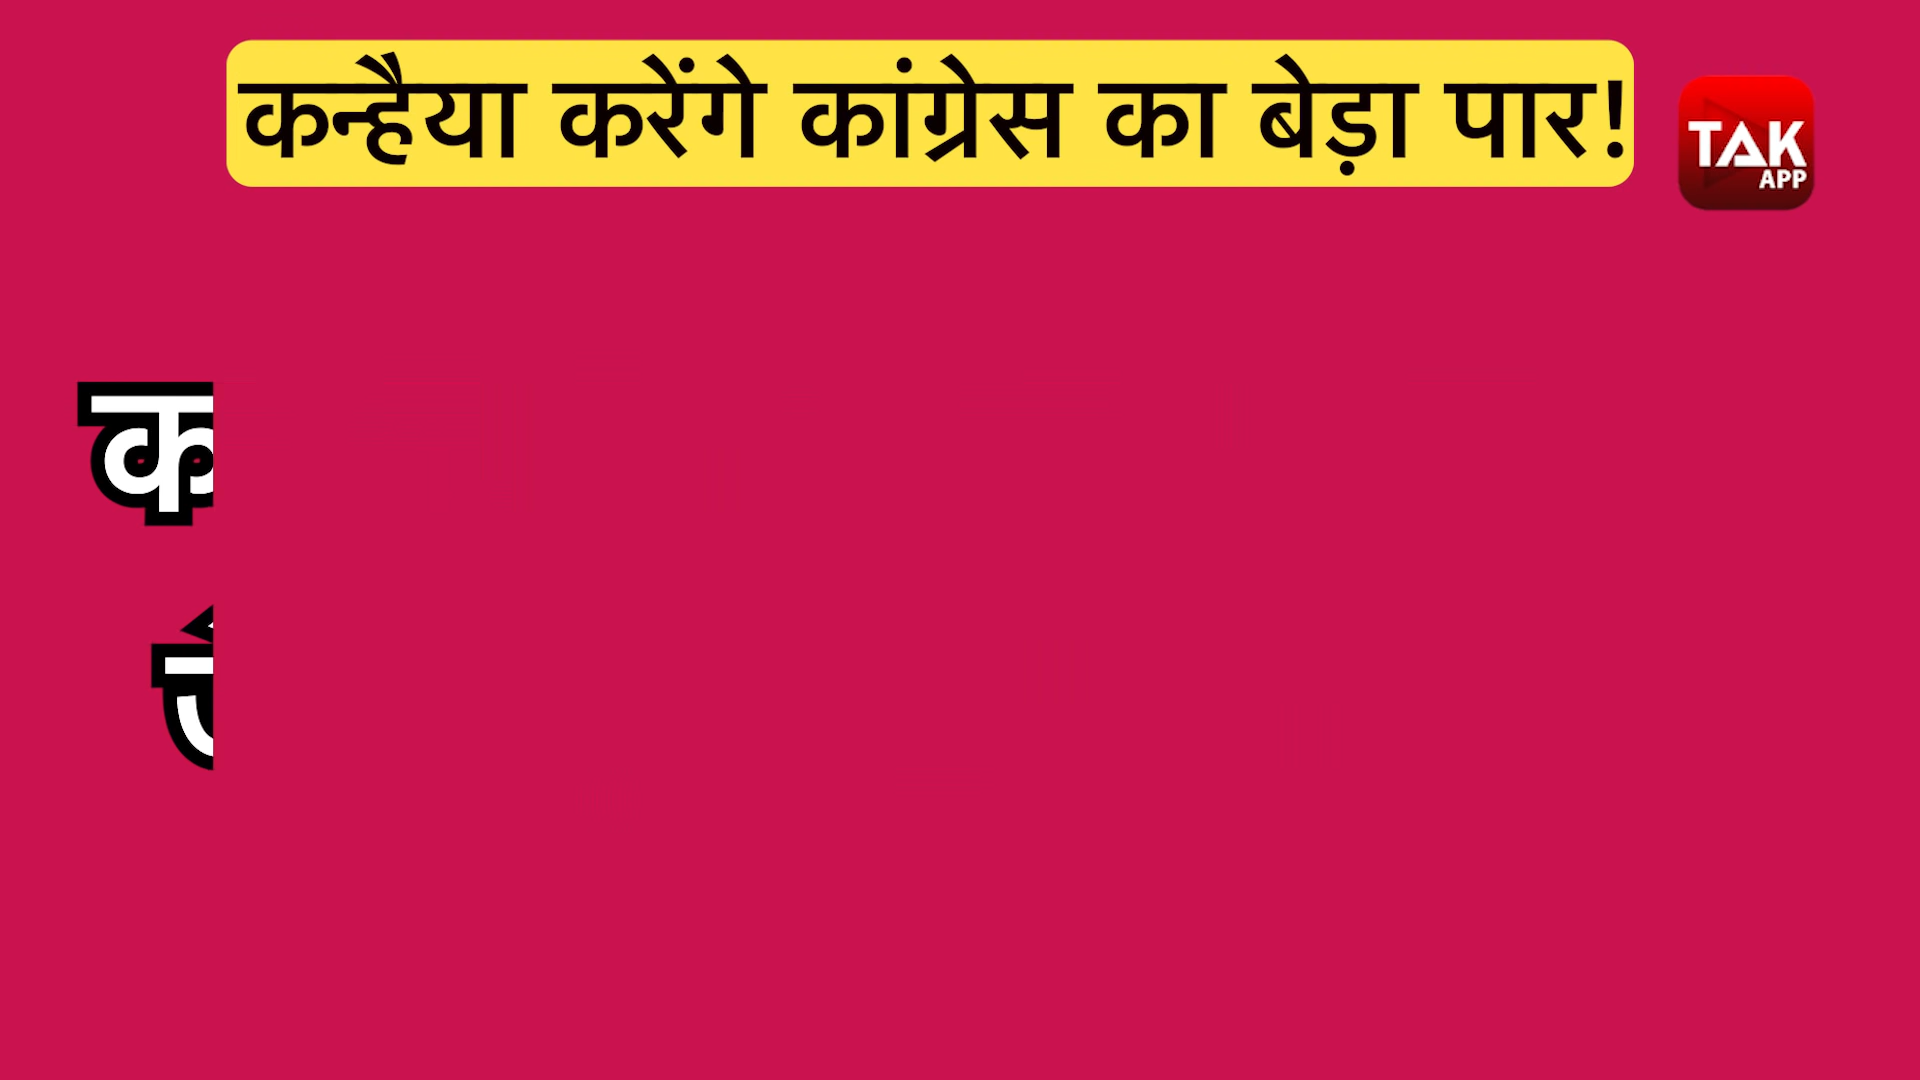 कन्हैया करेंगे कांग्रेस का बेड़ा पार!
TAK
APP